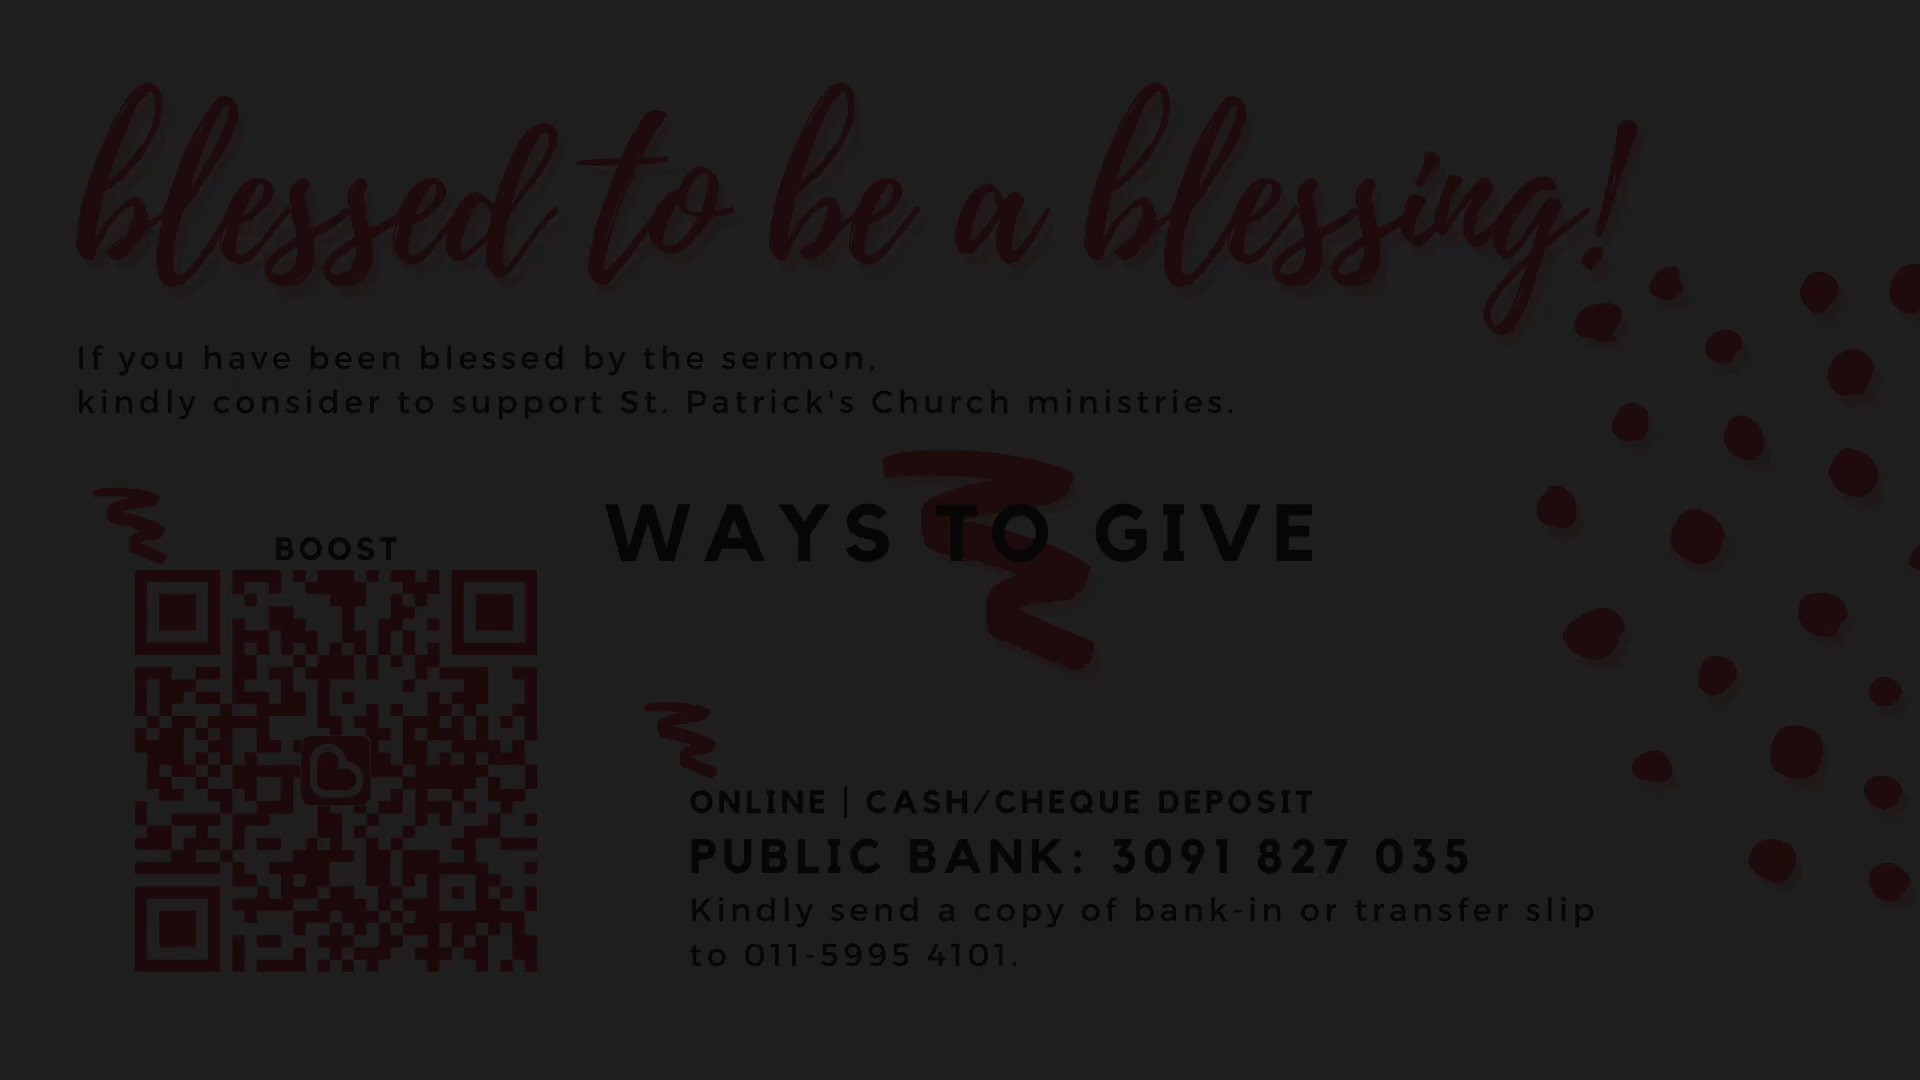 blessed to be a blessing!
If you have been blessed by the sermon,
kindly consider to support St. Patrick's Church ministries.
WAYS TO GIVE
BOOST
ONLINE | CASH/CHEQUE DEPOSIT
PUBLIC BANK: 3091 827 035
Kindly send a copy of bank-in or transfer slip
to 011-5995 4101.